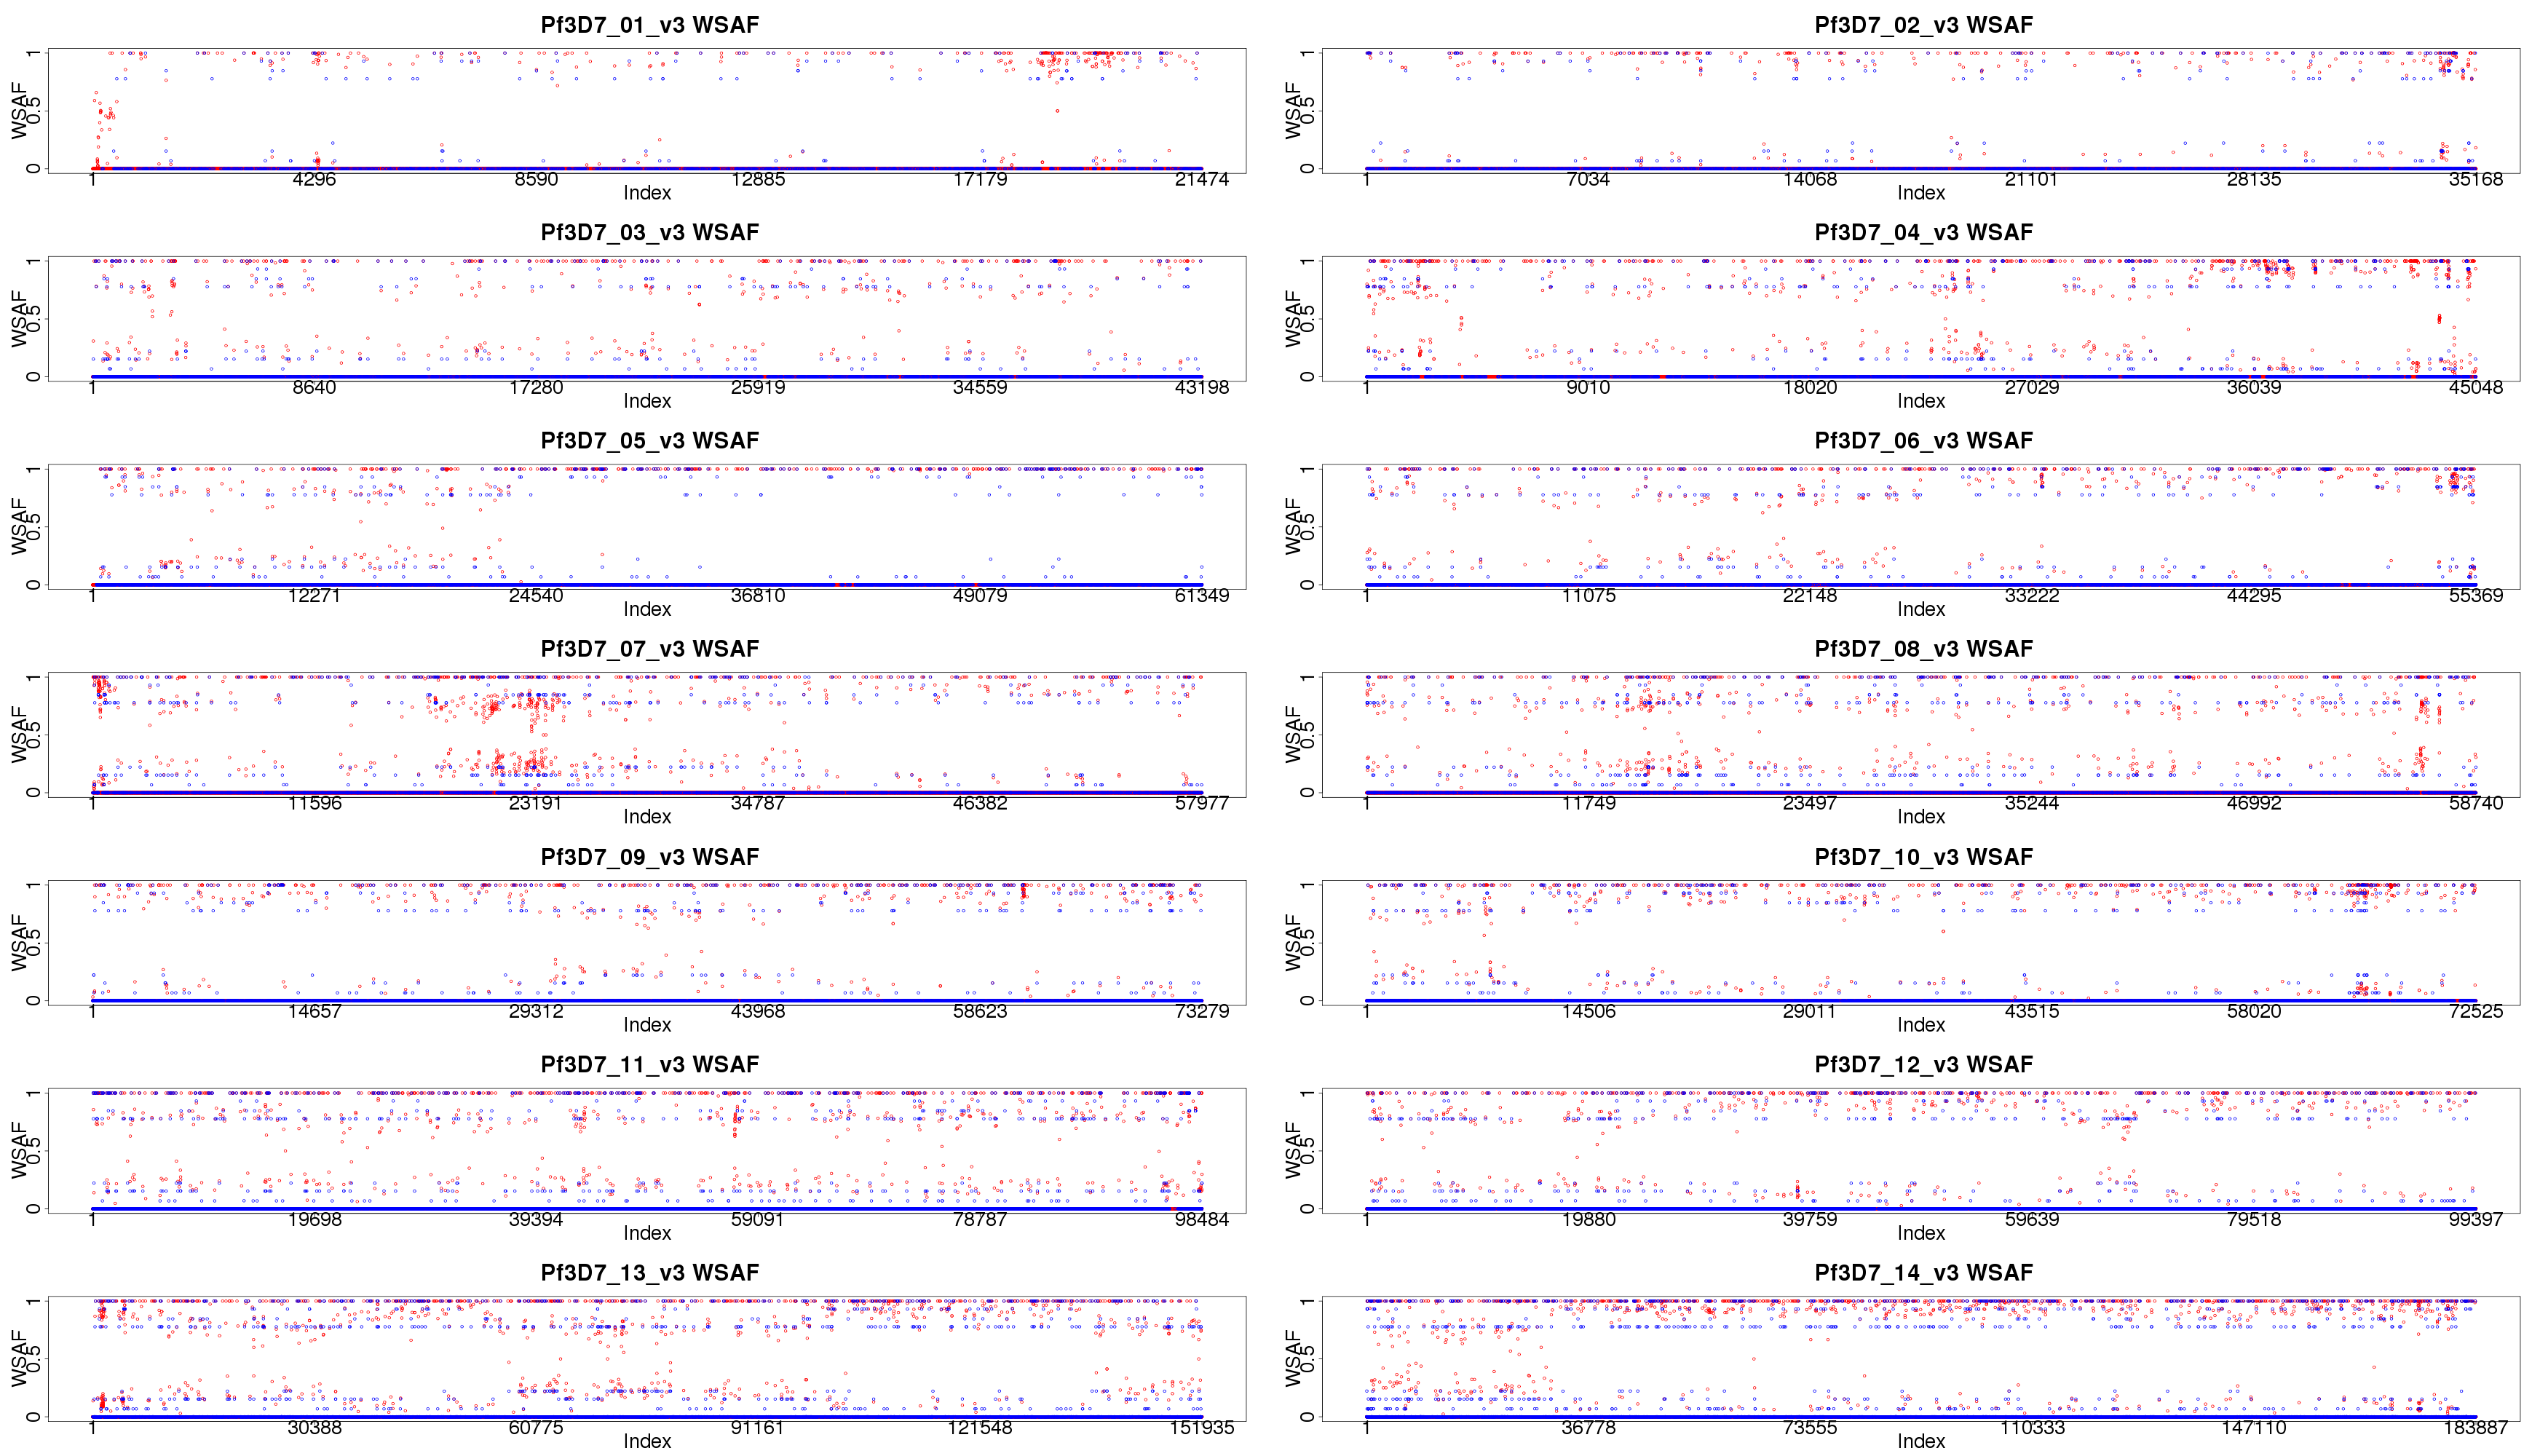 Pf3D7_01_v3 WSAF
WSAF
0 0.5 1
1 4296 8590 12885 17179 21474
Index
Pf3D7_02_v3 WSAF
WSAF
0 0.5 1
1 7034 14068 21101 28135 35168
Index
Pf3D7_03_v3 WSAF
WSAF
0 0.5 1
1 8640 17280 25919 34559 43198
Index
Pf3D7_04_v3 WSAF
WSAF
0 0.5 1
1 9010 18020 27029 36039 45048
Index
Pf3D7_05_v3 WSAF
WSAF
0 0.5 1
1 12271 24540 36810 49079 61349
Index
Pf3D7_06_v3 WSAF
WSAF
0 0.5 1
1 11075 22148 33222 44295 55369
Index
Pf3D7_07_v3 WSAF
WSAF
0 0.5 1
1 11596 23191 34787 46382 57977
Index
Pf3D7_08_v3 WSAF
WSAF
0 0.5 1
1 11749 23497 35244 46992 58740
Index
Pf3D7_09_v3 WSAF
WSAF
0 0.5 1
1 14657 29312 43968 58623 73279
Index
Pf3D7_10_v3 WSAF
WSAF
0 0.5 1
1 14506 29011 43515 58020 72525
Index
Pf3D7_11_v3 WSAF
WSAF
0 0.5 1
1 19698 39394 59091 78787 98484
Index
Pf3D7_12_v3 WSAF
WSAF
0 0.5 1
1 19880 39759 59639 79518 99397
Index
Pf3D7_13_v3 WSAF
WSAF
0 0.5 1
1 30388 60775 91161 121548 151935
Index
Pf3D7_14_v3 WSAF
WSAF
0 0.5 1
1 36778 73555 110333 147110 183887
Index